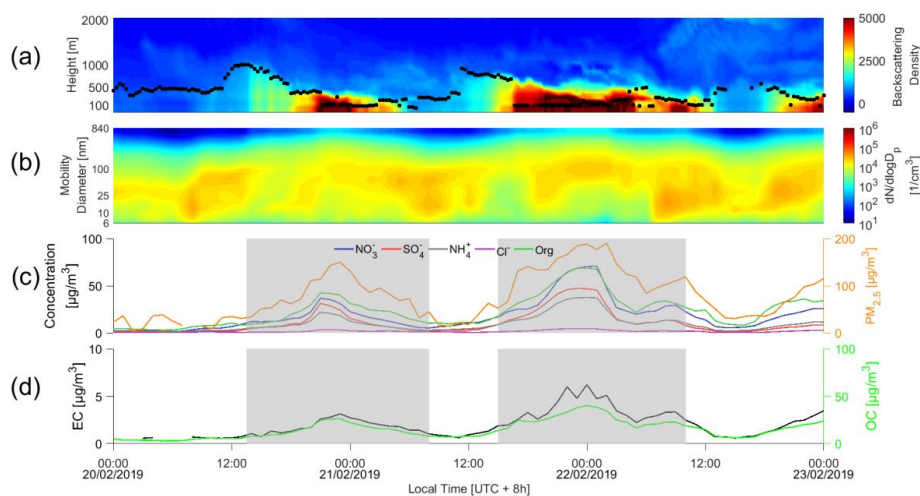 (a)
Height [m]
2000
1000
500
100
5000
2500
0
Backscattering
Density
(b)
Mobility
Diameter [nm]
840
100
25
10
6
10^6
10^5
10^4
10^3
10^2
10^1
dN/dlogD_p
[1/cm^3]
(c)
Concentration
[µg/m^3]
100
50
0
NO_3^- SO_4^- NH_4^+ Cl^- Org
200
100
0
PM_2.5 [µg/m^3]
(d)
EC [µg/m^3]
10
5
0
100
50
0
OC [µg/m^3]
00:00 12:00 00:00 12:00 00:00 12:00 00:00
20/02/2019 21/02/2019 22/02/2019 23/02/2019
Local Time [UTC + 8h]